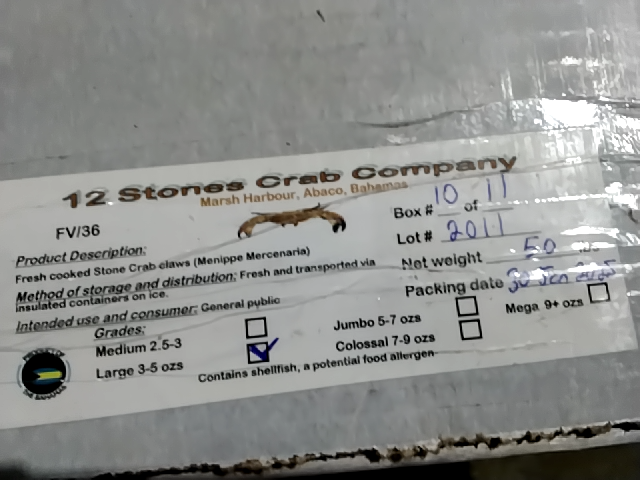 12 Stones Crab Company
Marsh Harbour, Abaco, Bahamas
FV/36
Box # 10 of 11
Lot # 2011
Net weight 50
Packing date 30 Jan 2025
Product Description:
Fresh cooked Stone Crab claws (Menippe Mercenaria)
Method of storage and distribution: Fresh and transported via
insulated containers on ice.
Intended use and consumer: General public
Grades:
Medium 2.5-3
Large 3-5 ozs
Jumbo 5-7 ozs
Colossal 7-9 ozs
Mega 9+ ozs
Contains shellfish, a potential food allergen